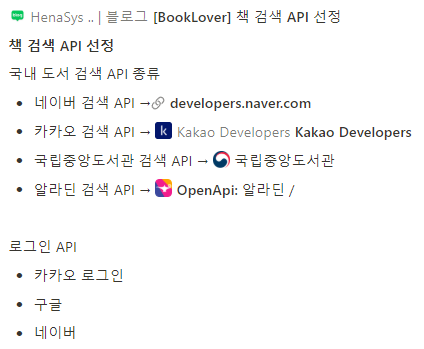 blog HenaSys .. | 블로그 [BookLover] 책 검색 API 선정
책 검색 API 선정
국내 도서 검색 API 종류
• 네이버 검색 API → developers.naver.com
• 카카오 검색 API → k Kakao Developers Kakao Developers
• 국립중앙도서관 검색 API → 국립중앙도서관
• 알라딘 검색 API → OpenApi: 알라딘 /
로그인 API
• 카카오 로그인
• 구글
• 네이버